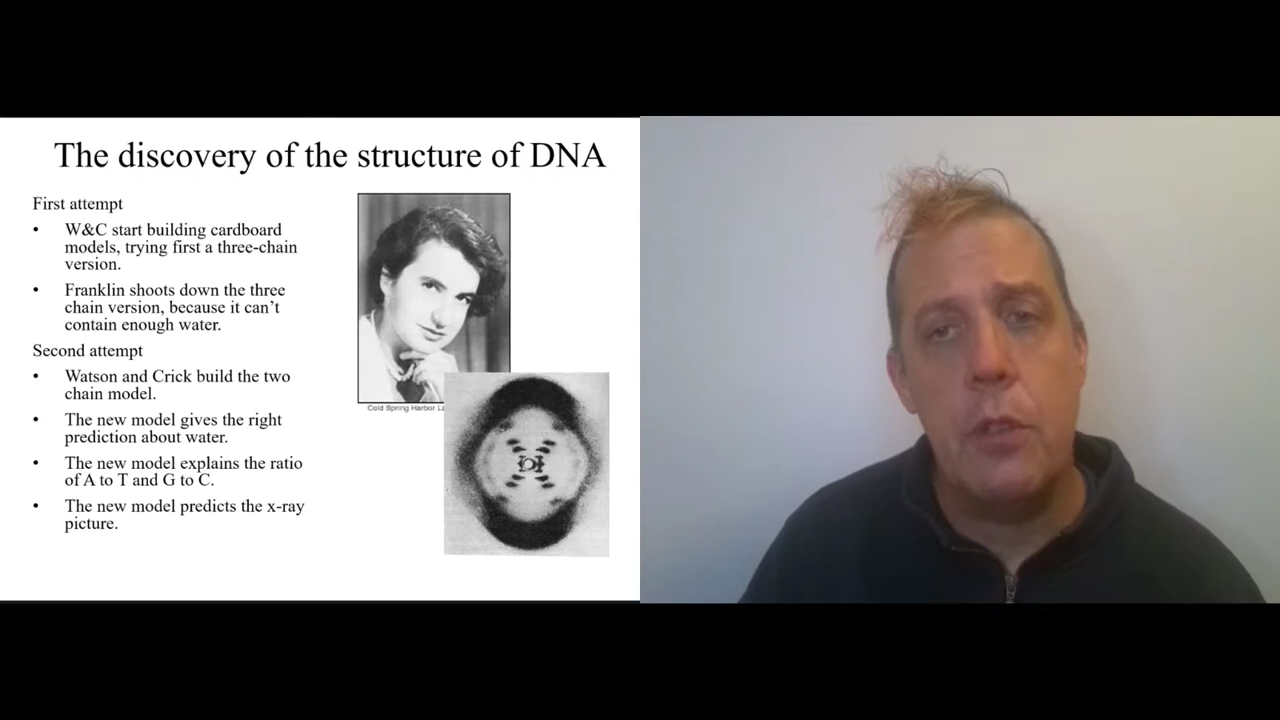 The discovery of the structure of DNA
First attempt
• W&C start building cardboard
models, trying first a three-chain
version.
• Franklin shoots down the three
chain version, because it can’t
contain enough water.
Second attempt
• Watson and Crick build the two
chain model.
• The new model gives the right
prediction about water.
• The new model explains the ratio
of A to T and G to C.
• The new model predicts the x-ray
picture.
Cold Spring Harbor